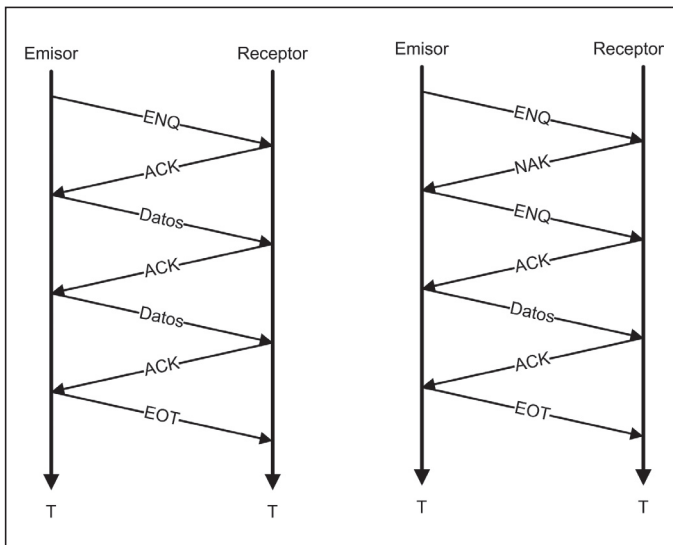 Emisor Receptor
ENQ
ACK
Datos
ACK
Datos
ACK
EOT
T T
Emisor Receptor
ENQ
NAK
ENQ
ACK
Datos
ACK
EOT
T T